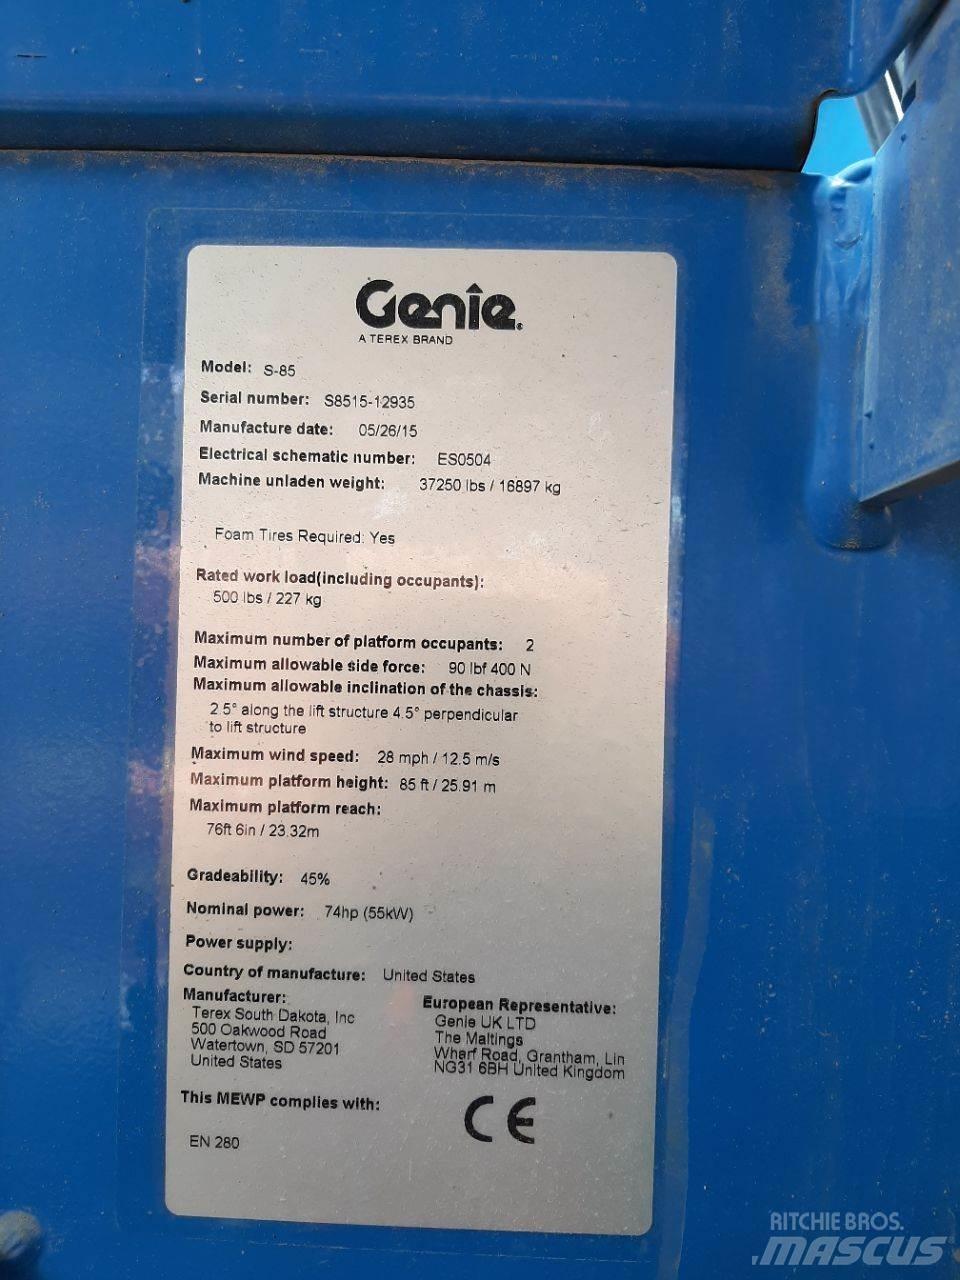 Genie.
A TEREX BRAND
Model: S-85
Serial number: S8515-12935
Manufacture date: 05/26/15
Electrical schematic number: ES0504
Machine unladen weight: 37250 lbs / 16897 kg
Foam Tires Required: Yes
Rated work load(including occupants):
500 lbs / 227 kg
Maximum number of platform occupants: 2
Maximum allowable side force: 90 lbf 400 N
Maximum allowable inclination of the chassis:
2.5° along the lift structure 4.5° perpendicular
to lift structure
Maximum wind speed: 28 mph / 12.5 m/s
Maximum platform height: 85 ft / 25.91 m
Maximum platform reach:
76ft 6in / 23.32m
Gradeability: 45%
Nominal power: 74hp (55kW)
Power supply:
Country of manufacture: United States
Manufacturer:
Terex South Dakota, Inc
500 Oakwood Road
Watertown, SD 57201
United States
European Representative:
Genie UK LTD
The Maltings
Wharf Road, Grantham, Lin
NG31 6BH United Kingdom
This MEWP complies with:
CE
EN 280
RITCHIE BROS.
MASCUS